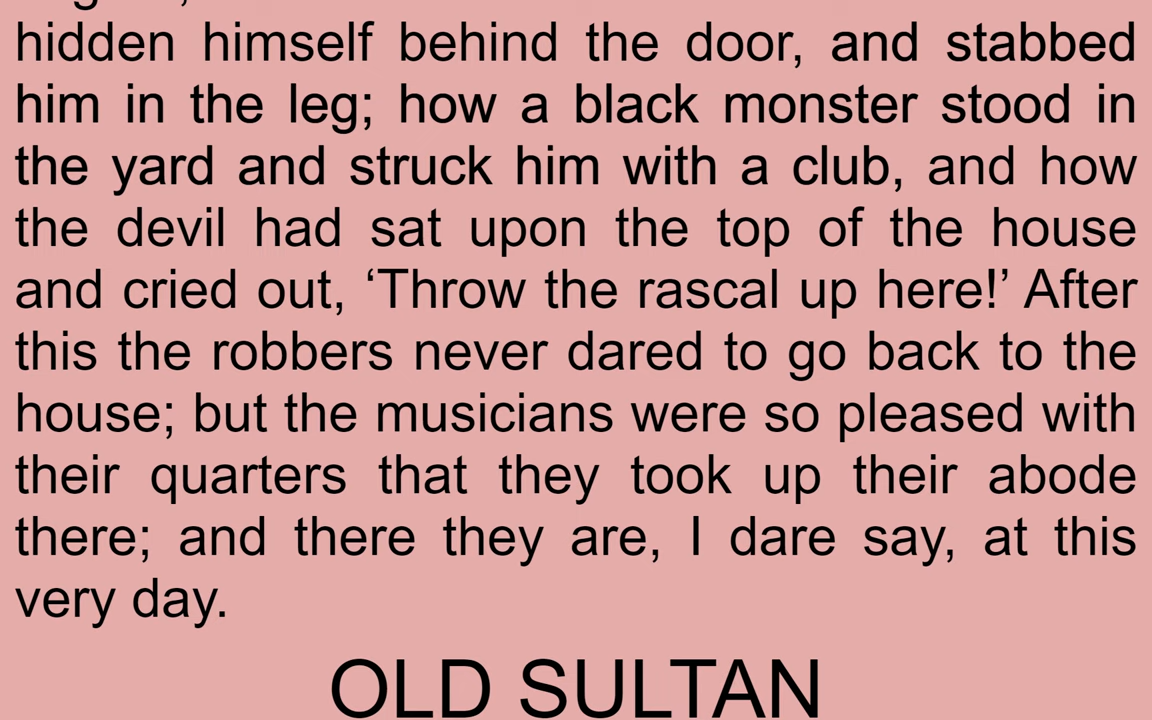 hidden himself behind the door, and stabbed
him in the leg; how a black monster stood in
the yard and struck him with a club, and how
the devil had sat upon the top of the house
and cried out, ‘Throw the rascal up here!’ After
this the robbers never dared to go back to the
house; but the musicians were so pleased with
their quarters that they took up their abode
there; and there they are, I dare say, at this
very day.
OLD SULTAN